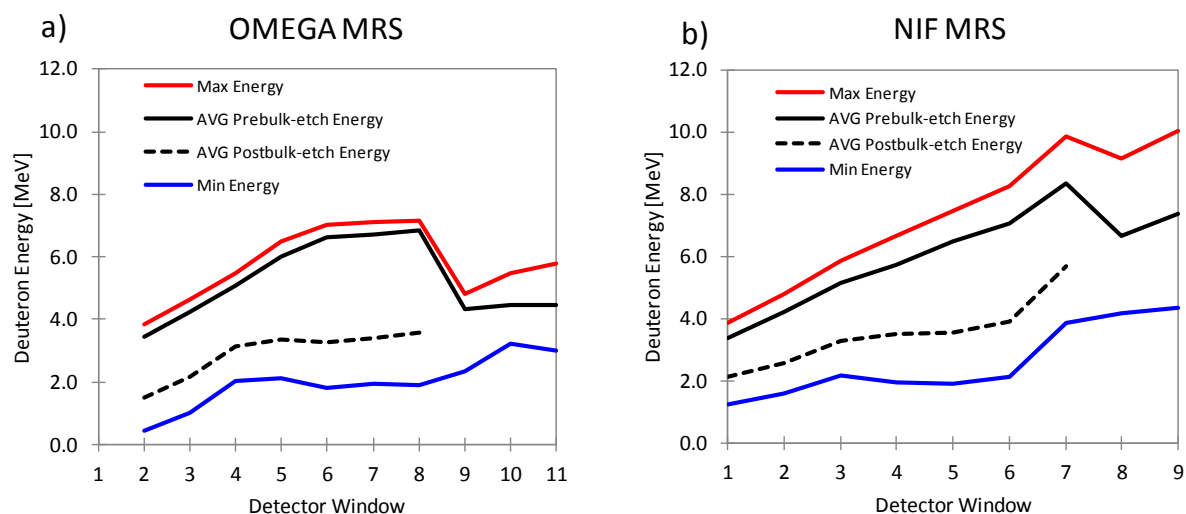 a)
OMEGA MRS
Deuteron Energy [MeV]
12.0
10.0
8.0
6.0
4.0
2.0
0.0
Max Energy
AVG Prebulk-etch Energy
AVG Postbulk-etch Energy
Min Energy
1 2 3 4 5 6 7 8 9 10 11
Detector Window
b)
NIF MRS
Deuteron Energy [MeV]
12.0
10.0
8.0
6.0
4.0
2.0
0.0
Max Energy
AVG Prebulk-etch Energy
AVG Postbulk-etch Energy
Min Energy
1 2 3 4 5 6 7 8 9
Detector Window